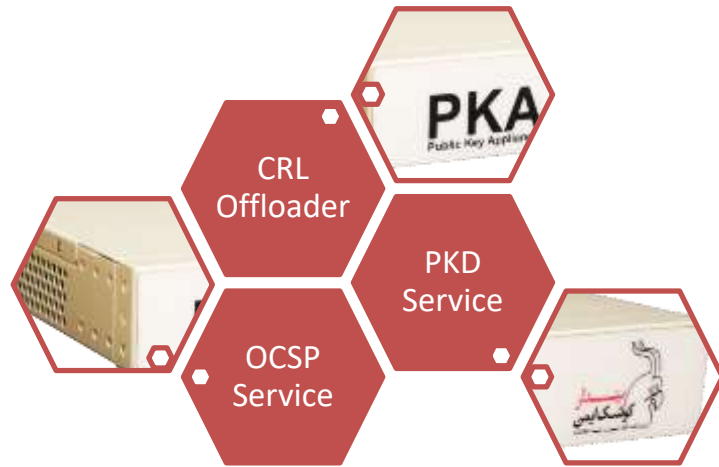 PKA
Public Key Applian
CRL
Offloader
PKD
Service
OCSP
Service